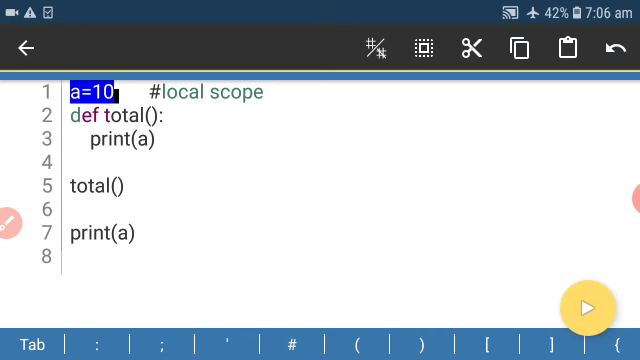 42% 7:06 am
1 a=10 #local scope
2 def total():
3 print(a)
4
5 total()
6
7 print(a)
8
Tab : ; ' # ( ) [ ] {